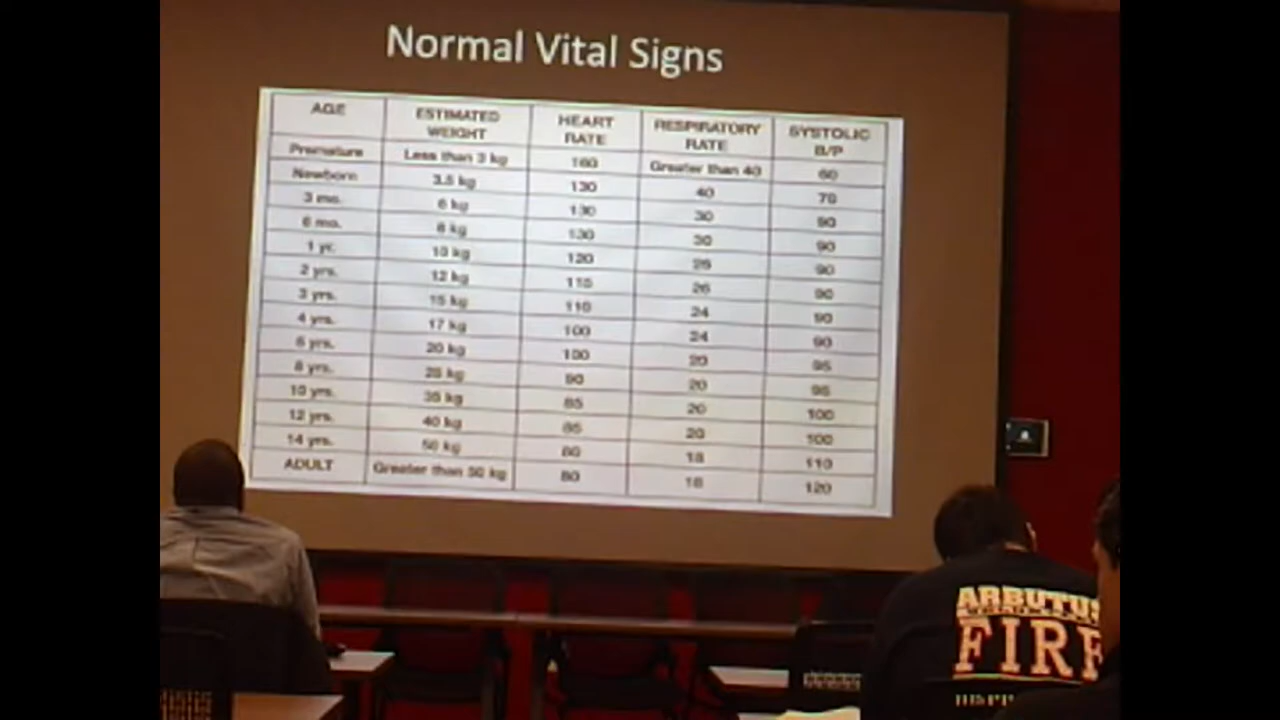 Normal Vital Signs
AGE ESTIMATED WEIGHT HEART RATE RESPIRATORY RATE SYSTOLIC B/P
Premature Less than 3 kg 160 Greater than 40 60
Newborn 3.5 kg 130 40 70
3 mo. 6 kg 130 30 90
6 mo. 8 kg 130 30 90
1 yr. 10 kg 120 26 90
2 yrs. 12 kg 115 26 90
3 yrs. 15 kg 110 24 90
4 yrs. 17 kg 100 24 90
6 yrs. 20 kg 100 20 95
8 yrs. 25 kg 90 20 95
10 yrs. 35 kg 85 20 100
12 yrs. 40 kg 85 20 100
14 yrs. 50 kg 80 18 110
ADULT Greater than 50 kg 80 18 120
ARBUTUS
FIRE